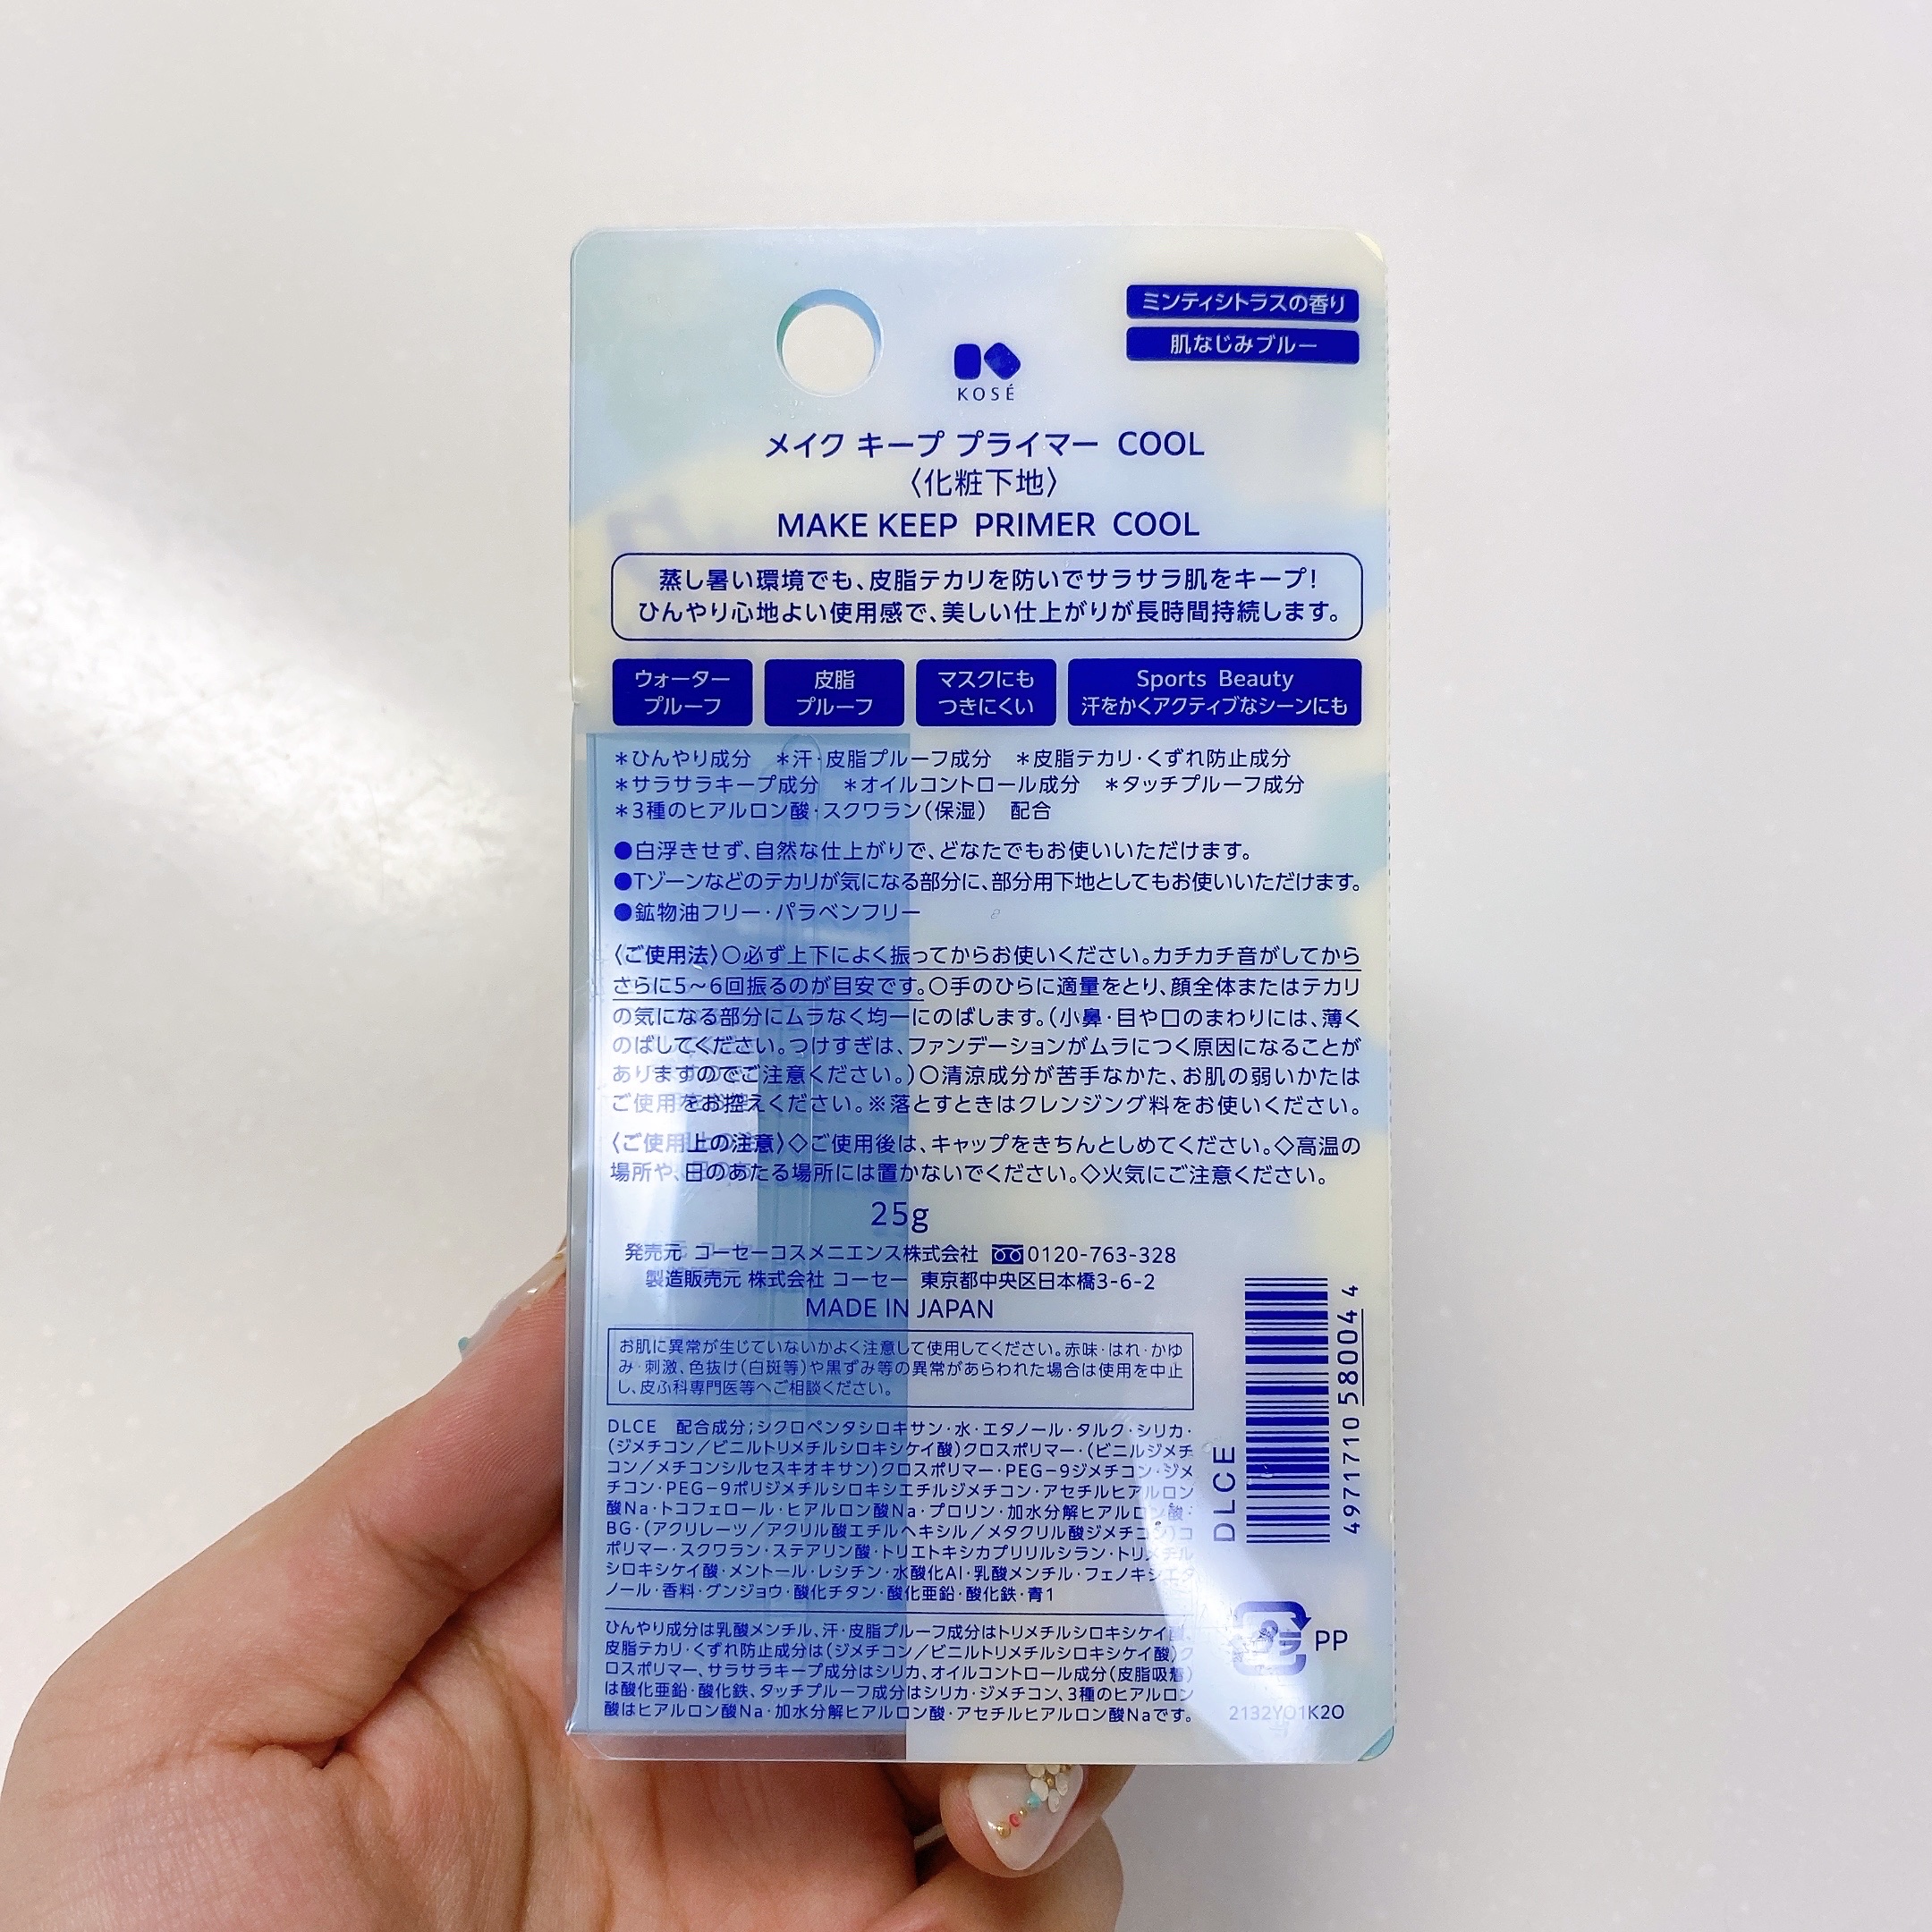 ミンティシトラスの香り
肌なじみブルー
KOSÉ
メイク キープ プライマー COOL
〈化粧下地〉
MAKE KEEP PRIMER COOL
蒸し暑い環境でも、皮脂テカリを防いでサラサラ肌をキープ!
ひんやり心地よい使用感で、美しい仕上がりが長時間持続します。
ウォーター
プルーフ
皮脂
プルーフ
マスクにも
つきにくい
Sports Beauty
汗をかくアクティブなシーンにも
＊ひんやり成分 ＊汗・皮脂プルーフ成分 ＊皮脂テカリ・くずれ防止成分
＊サラサラキープ成分 ＊オイルコントロール成分 ＊タッチプルーフ成分
＊3種のヒアルロン酸・スクワラン(保湿) 配合
●白浮きせず、自然な仕上がりで、どなたでもお使いいただけます。
●Tゾーンなどのテカリが気になる部分に、部分用下地としてもお使いいただけます。
●鉱物油フリー・パラベンフリー
〈ご使用法〉○必ず上下によく振ってからお使いください。カチカチ音がしてから
さらに5～6回振るのが目安です。○手のひらに適量をとり、顔全体またはテカリ
の気になる部分にムラなく均一にのばします。(小鼻・目や口のまわりには、薄く
のばしてください。つけすぎは、ファンデーションがムラにつく原因になることが
ありますのでご注意ください。)○清涼成分が苦手なかた、お肌の弱いかたは
ご使用をお控えください。※落とすときはクレンジング料をお使いください。
〈ご使用上の注意〉◇ご使用後は、キャップをきちんとしめてください。◇高温の
場所や、日のあたる場所には置かないでください。◇火気にご注意ください。
25g
発売元 コーセーコスメニエンス株式会社 0120-763-328
製造販売元 株式会社 コーセー 東京都中央区日本橋3-6-2
MADE IN JAPAN
お肌に異常が生じていないかよく注意して使用してください。赤味・はれ・かゆ
み・刺激、色抜け(白斑等)や黒ずみ等の異常があらわれた場合は使用を中止
し、皮ふ科専門医等へご相談ください。
DLCE 配合成分;シクロペンタシロキサン・水・エタノール・タルク・シリカ・
(ジメチコン／ビニルトリメチルシロキシケイ酸)クロスポリマー・(ビニルジメチ
コン／メチコンシルセスキオキサン)クロスポリマー・PEG－9ジメチコン・ジメ
チコン・PEG－9ポリジメチルシロキシエチルジメチコン・アセチルヒアルロン
酸Na・トコフェロール・ヒアルロン酸Na・プロリン・加水分解ヒアルロン酸・
BG・(アクリレーツ／アクリル酸エチルヘキシル／メタクリル酸ジメチコン)コ
ポリマー・スクワラン・ステアリン酸・トリエトキシカプリリルシラン・トリメチル
シロキシケイ酸・メントール・レシチン・水酸化Al・乳酸メンチル・フェノキシエタ
ノール・香料・グンジョウ・酸化チタン・酸化亜鉛・酸化鉄・青1
ひんやり成分は乳酸メンチル、汗・皮脂プルーフ成分はトリメチルシロキシケイ酸、
皮脂テカリ・くずれ防止成分は(ジメチコン／ビニルトリメチルシロキシケイ酸)ク
ロスポリマー、サラサラキープ成分はシリカ、オイルコントロール成分(皮脂吸着)
は酸化亜鉛・酸化鉄、タッチプルーフ成分はシリカ・ジメチコン、3種のヒアルロン
酸はヒアルロン酸Na・加水分解ヒアルロン酸・アセチルヒアルロン酸Naです。
DLCE
4971710 580044
プラ PP
2132Y01K20